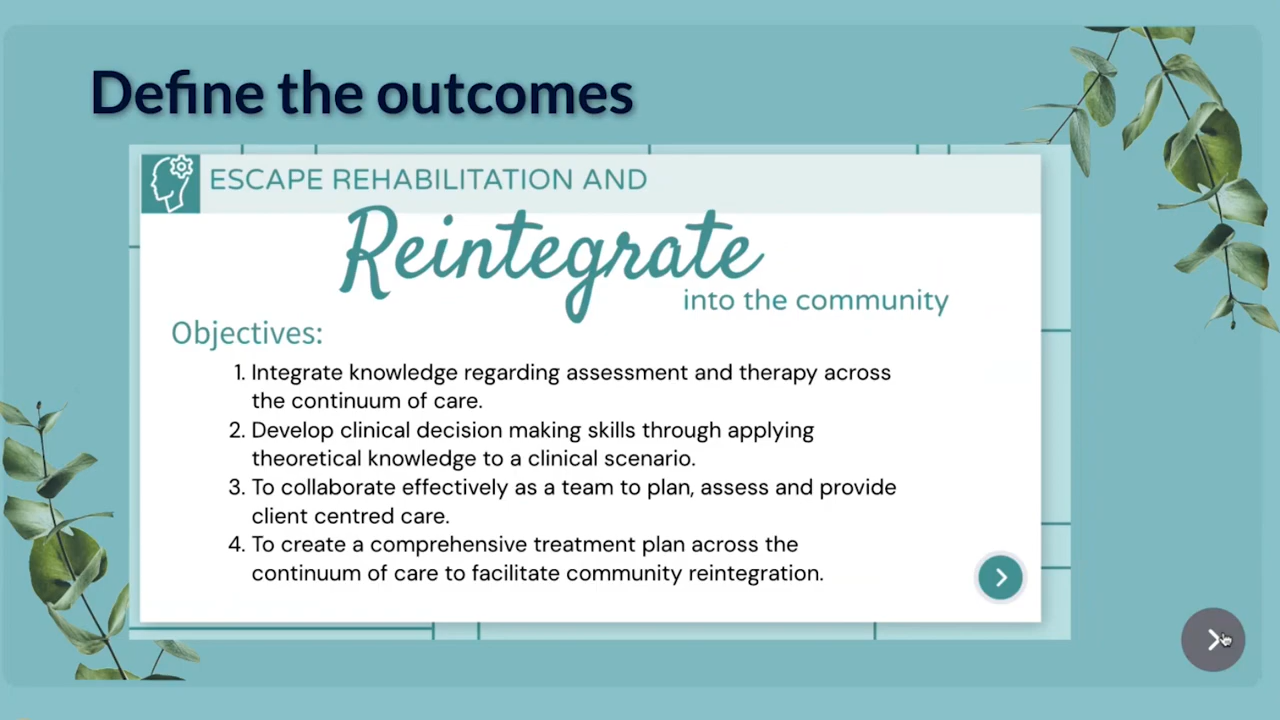 Define the outcomes
ESCAPE REHABILITATION AND
Reintegrate
into the community
Objectives:
1. Integrate knowledge regarding assessment and therapy across
the continuum of care.
2. Develop clinical decision making skills through applying
theoretical knowledge to a clinical scenario.
3. To collaborate effectively as a team to plan, assess and provide
client centred care.
4. To create a comprehensive treatment plan across the
continuum of care to facilitate community reintegration.